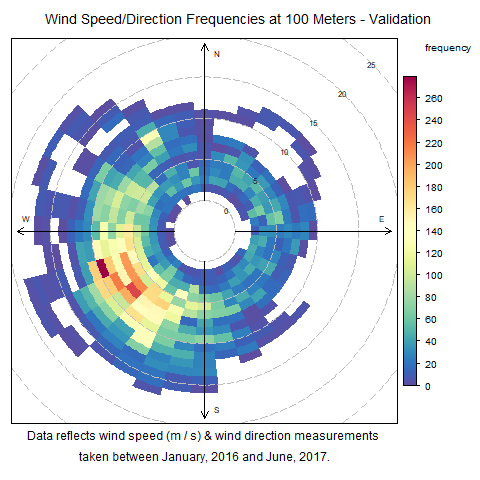 Wind Speed/Direction Frequencies at 100 Meters - Validation
frequency
N
25
20
15
10
5
0
W
E
S
260
240
220
200
180
160
140
120
100
80
60
40
20
0
Data reflects wind speed (m / s) & wind direction measurements
taken between January, 2016 and June, 2017.